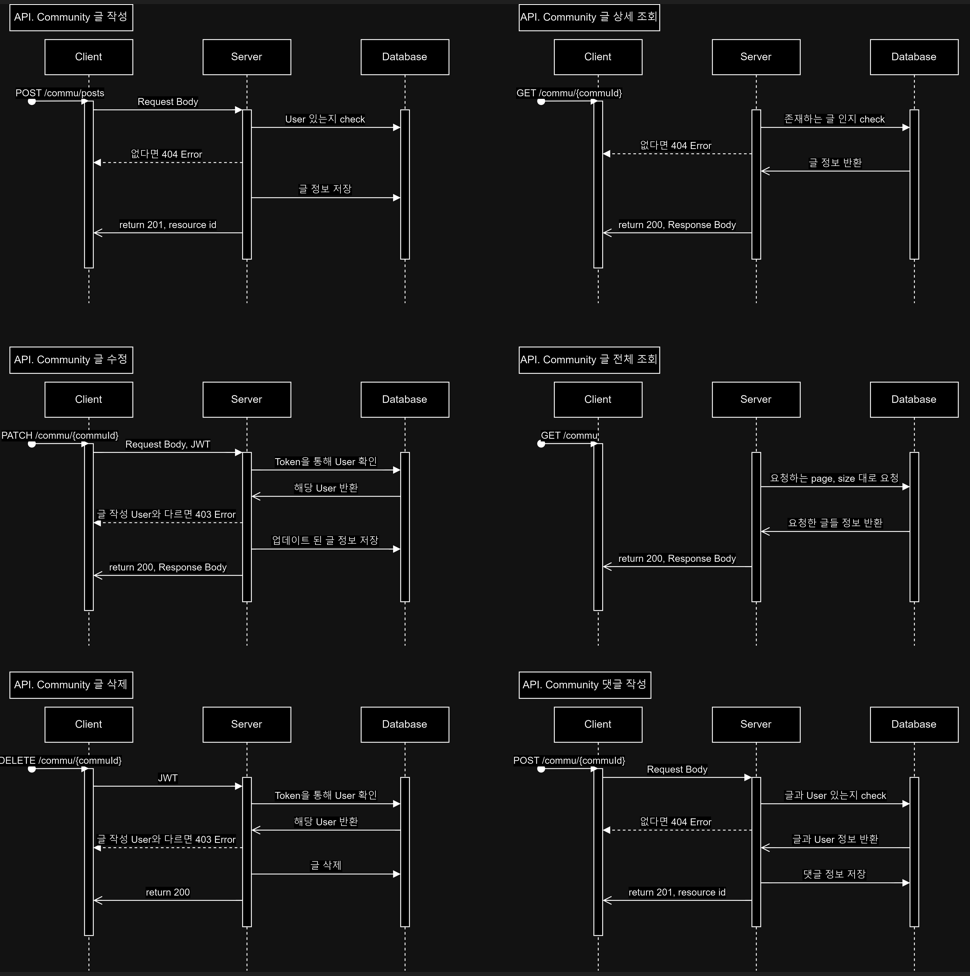 API. Community 글 작성
Client
Server
Database
POST /commu/posts
Request Body
User 있는지 check
없다면 404 Error
글 정보 저장
return 201, resource id
API. Community 글 상세 조회
Client
Server
Database
GET /commu/{commuId}
존재하는 글 인지 check
없다면 404 Error
글 정보 반환
return 200, Response Body
API. Community 글 수정
Client
Server
Database
PATCH /commu/{commuId}
Request Body, JWT
Token을 통해 User 확인
해당 User 반환
글 작성 User와 다르면 403 Error
업데이트 된 글 정보 저장
return 200, Response Body
API. Community 글 전체 조회
Client
Server
Database
GET /commu
요청하는 page, size 대로 요청
요청한 글들 정보 반환
return 200, Response Body
API. Community 글 삭제
Client
Server
Database
DELETE /commu/{commuId}
JWT
Token을 통해 User 확인
해당 User 반환
글 작성 User와 다르면 403 Error
글 삭제
return 200
API. Community 댓글 작성
Client
Server
Database
POST /commu/{commuId}
Request Body
글과 User 있는지 check
없다면 404 Error
글과 User 정보 반환
댓글 정보 저장
return 201, resource id